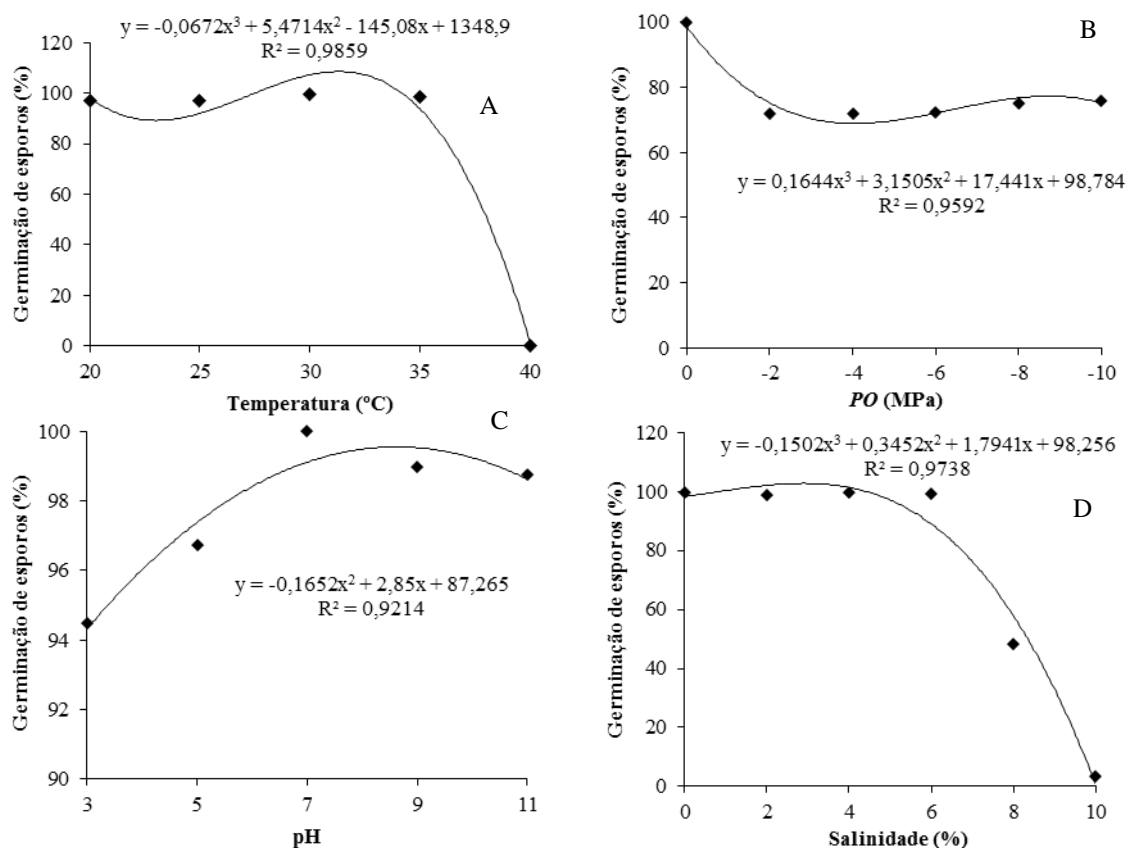 y = -0,0672x³ + 5,4714x² - 145,08x + 1348,9
R² = 0,9859
A
Germinação de esporos (%)
120
100
80
60
40
20
0
20 25 30 35 40
Temperatura (ºC)
B
Germinação de esporos (%)
100
80
60
40
20
0
y = 0,1644x³ + 3,1505x² + 17,441x + 98,784
R² = 0,9592
0 -2 -4 -6 -8 -10
PO (MPa)
C
Germinação de esporos (%)
100
98
96
94
92
90
y = -0,1652x² + 2,85x + 87,265
R² = 0,9214
3 5 7 9 11
pH
y = -0,1502x³ + 0,3452x² + 1,7941x + 98,256
R² = 0,9738
D
Germinação de esporos (%)
120
100
80
60
40
20
0
0 2 4 6 8 10
Salinidade (%)